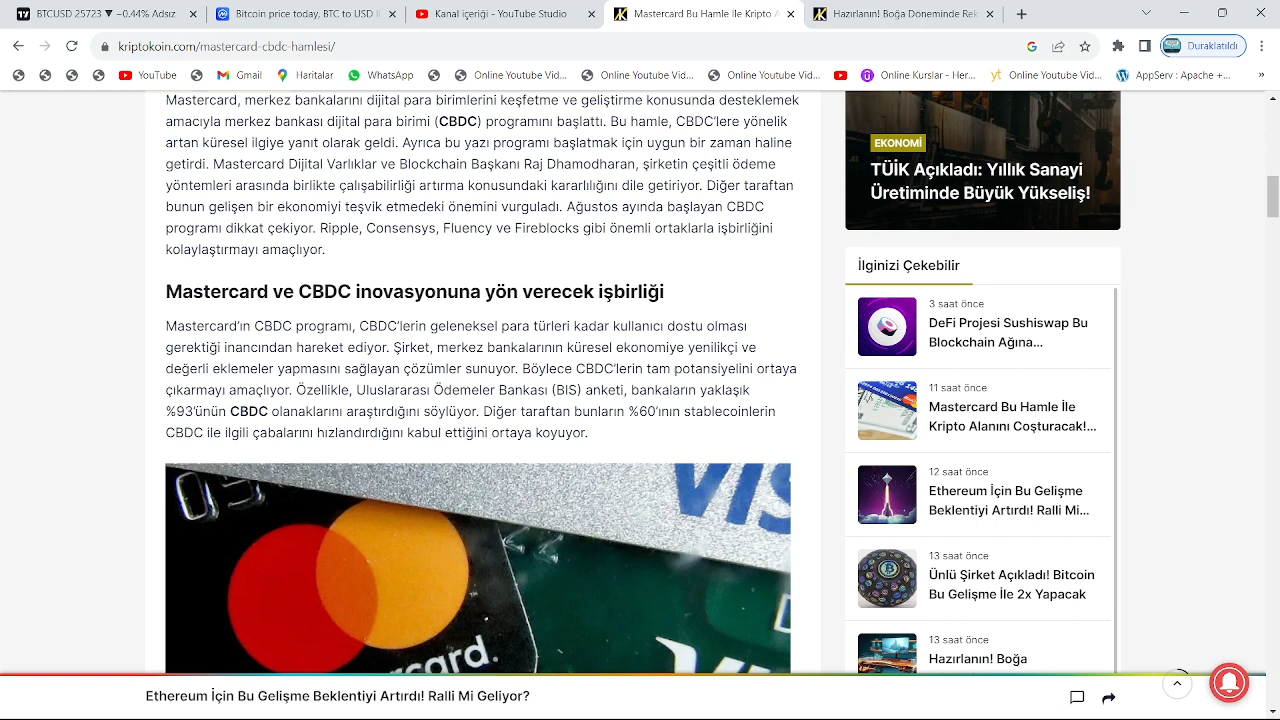 BTCUSD 25723 ▼ −0.44% Adsız
Bitcoin price today, BTC to USD li
Kanal içeriği - YouTube Studio
Mastercard Bu Hamle İle Kripto A
Hazırlanın! Boğa Döneminde Rek
kriptokoin.com/mastercard-cbdc-hamlesi/
Duraklatıldı
YouTube
Gmail
Haritalar
WhatsApp
Online Youtube Vid...
Online Youtube Vid...
Online Youtube Vid...
Online Kurslar - Her...
Online Youtube Vid...
AppServ : Apache +...
»
Mastercard, merkez bankalarını dijital para birimlerini keşfetme ve geliştirme konusunda desteklemek
amacıyla merkez bankası dijital para birimi (CBDC) programını başlattı. Bu hamle, CBDC'lere yönelik
artan küresel ilgiye yanıt olarak geldi. Ayrıca bu yeni programı başlatmak için uygun bir zaman haline
getirdi. Mastercard Dijital Varlıklar ve Blockchain Başkanı Raj Dhamodharan, şirketin çeşitli ödeme
yöntemleri arasında birlikte çalışabilirliği artırma konusundaki kararlılığını dile getiriyor. Diğer taraftan
bunun gelişen bir ekonomiyi teşvik etmedeki önemini vurguladı. Ağustos ayında başlayan CBDC
programı dikkat çekiyor. Ripple, Consensys, Fluency ve Fireblocks gibi önemli ortaklarla işbirliğini
kolaylaştırmayı amaçlıyor.
Mastercard ve CBDC inovasyonuna yön verecek işbirliği
Mastercard'ın CBDC programı, CBDC'lerin geleneksel para türleri kadar kullanıcı dostu olması
gerektiği inancından hareket ediyor. Şirket, merkez bankalarının küresel ekonomiye yenilikçi ve
değerli eklemeler yapmasını sağlayan çözümler sunuyor. Böylece CBDC'lerin tam potansiyelini ortaya
çıkarmayı amaçlıyor. Özellikle, Uluslararası Ödemeler Bankası (BIS) anketi, bankaların yaklaşık
%93'ünün CBDC olanaklarını araştırdığını söylüyor. Diğer taraftan bunların %60'ının stablecoinlerin
CBDC ile ilgili çabalarını hızlandırdığını kabul ettiğini ortaya koyuyor.
VIS
card.
EKONOMİ
TÜİK Açıkladı: Yıllık Sanayi
Üretiminde Büyük Yükseliş!
İlginizi Çekebilir
3 saat önce
DeFi Projesi Sushiswap Bu
Blockchain Ağına...
11 saat önce
Mastercard Bu Hamle İle
Kripto Alanını Coşturacak!...
12 saat önce
Ethereum İçin Bu Gelişme
Beklentiyi Artırdı! Ralli Mi...
13 saat önce
Ünlü Şirket Açıkladı! Bitcoin
Bu Gelişme İle 2x Yapacak
13 saat önce
Hazırlanın! Boğa
Ethereum İçin Bu Gelişme Beklentiyi Artırdı! Ralli Mi Geliyor?